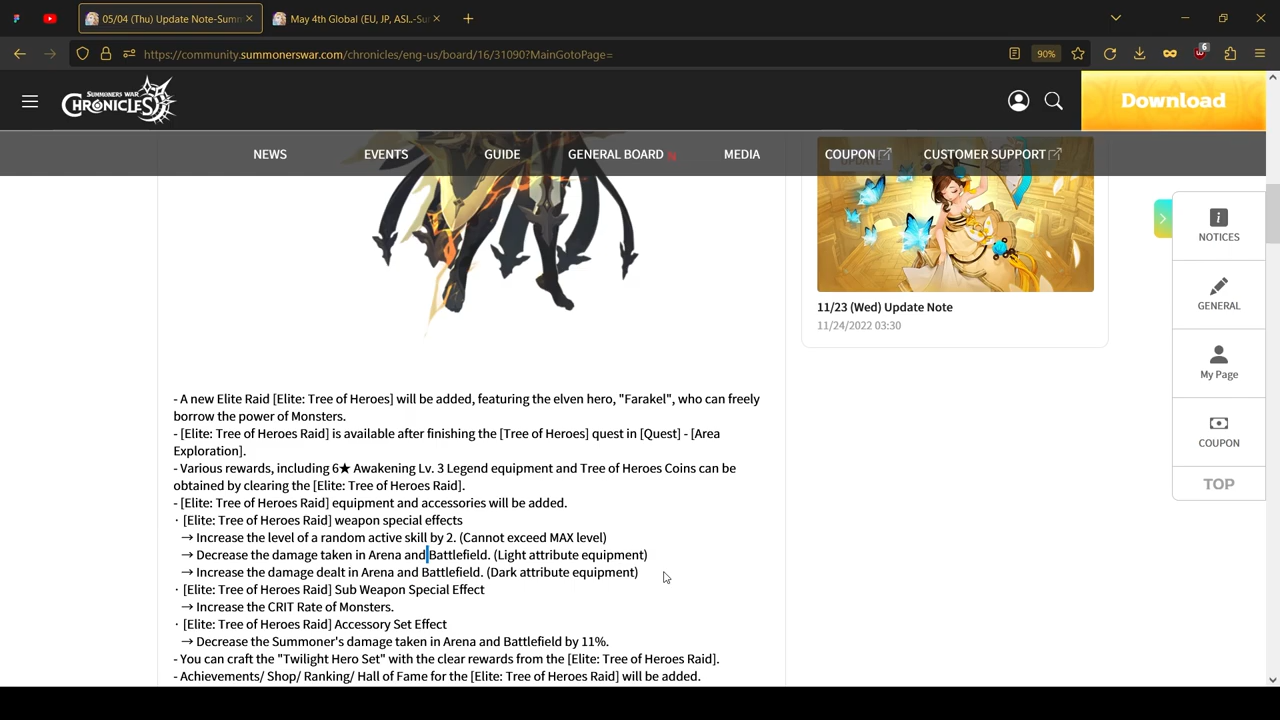 05/04 (Thu) Update Note-Summ
May 4th Global (EU, JP, ASI..-Su
https://community.summonerswar.com/chronicles/eng-us/board/16/31090?MainGotoPage=
90%
6
SUMMONERS WAR
CHRONICLES
Download
NEWS
EVENTS
GUIDE
GENERAL BOARD
MEDIA
COUPON
CUSTOMER SUPPORT
NOTICES
GENERAL
My Page
COUPON
TOP
11/23 (Wed) Update Note
11/24/2022 03:30
- A new Elite Raid [Elite: Tree of Heroes] will be added, featuring the elven hero, "Farakel", who can freely
borrow the power of Monsters.
- [Elite: Tree of Heroes Raid] is available after finishing the [Tree of Heroes] quest in [Quest] - [Area
Exploration].
- Various rewards, including 6★ Awakening Lv. 3 Legend equipment and Tree of Heroes Coins can be
obtained by clearing the [Elite: Tree of Heroes Raid].
- [Elite: Tree of Heroes Raid] equipment and accessories will be added.
· [Elite: Tree of Heroes Raid] weapon special effects
→ Increase the level of a random active skill by 2. (Cannot exceed MAX level)
→ Decrease the damage taken in Arena and Battlefield. (Light attribute equipment)
→ Increase the damage dealt in Arena and Battlefield. (Dark attribute equipment)
· [Elite: Tree of Heroes Raid] Sub Weapon Special Effect
→ Increase the CRIT Rate of Monsters.
· [Elite: Tree of Heroes Raid] Accessory Set Effect
→ Decrease the Summoner's damage taken in Arena and Battlefield by 11%.
- You can craft the "Twilight Hero Set" with the clear rewards from the [Elite: Tree of Heroes Raid].
- Achievements/ Shop/ Ranking/ Hall of Fame for the [Elite: Tree of Heroes Raid] will be added.